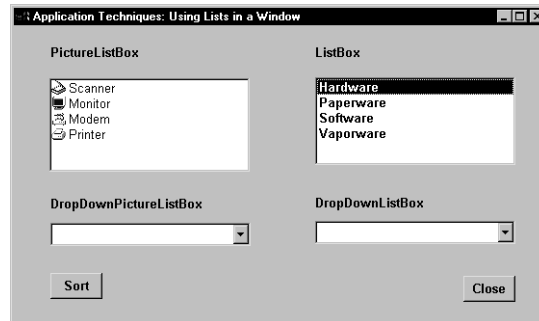 Application Techniques: Using Lists in a Window
PictureListBox
ListBox
Scanner
Monitor
Modem
Printer
Hardware
Paperware
Software
Vaporware
DropDownPictureListBox
DropDownListBox
Sort
Close